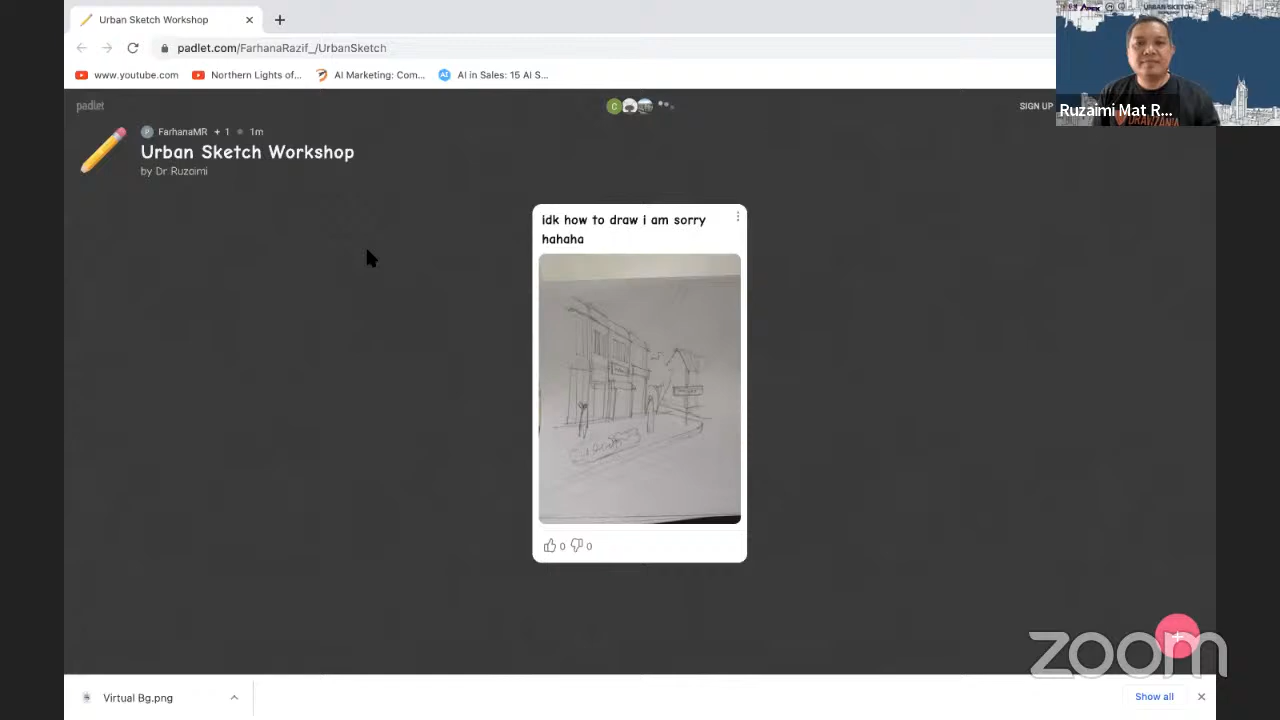 Urban Sketch Workshop
padlet.com/FarhanaRazif_/UrbanSketch
www.youtube.com
Northern Lights of...
AI Marketing: Com...
AI in Sales: 15 AI S...
padlet
SIGN UP
URBAN SKETCH
Ruzaimi Mat R...
FarhanaMR + 1 1m
Urban Sketch Workshop
by Dr Ruzaimi
idk how to draw i am sorry
hahaha
0 0
zoom
Virtual Bg.png
Show all